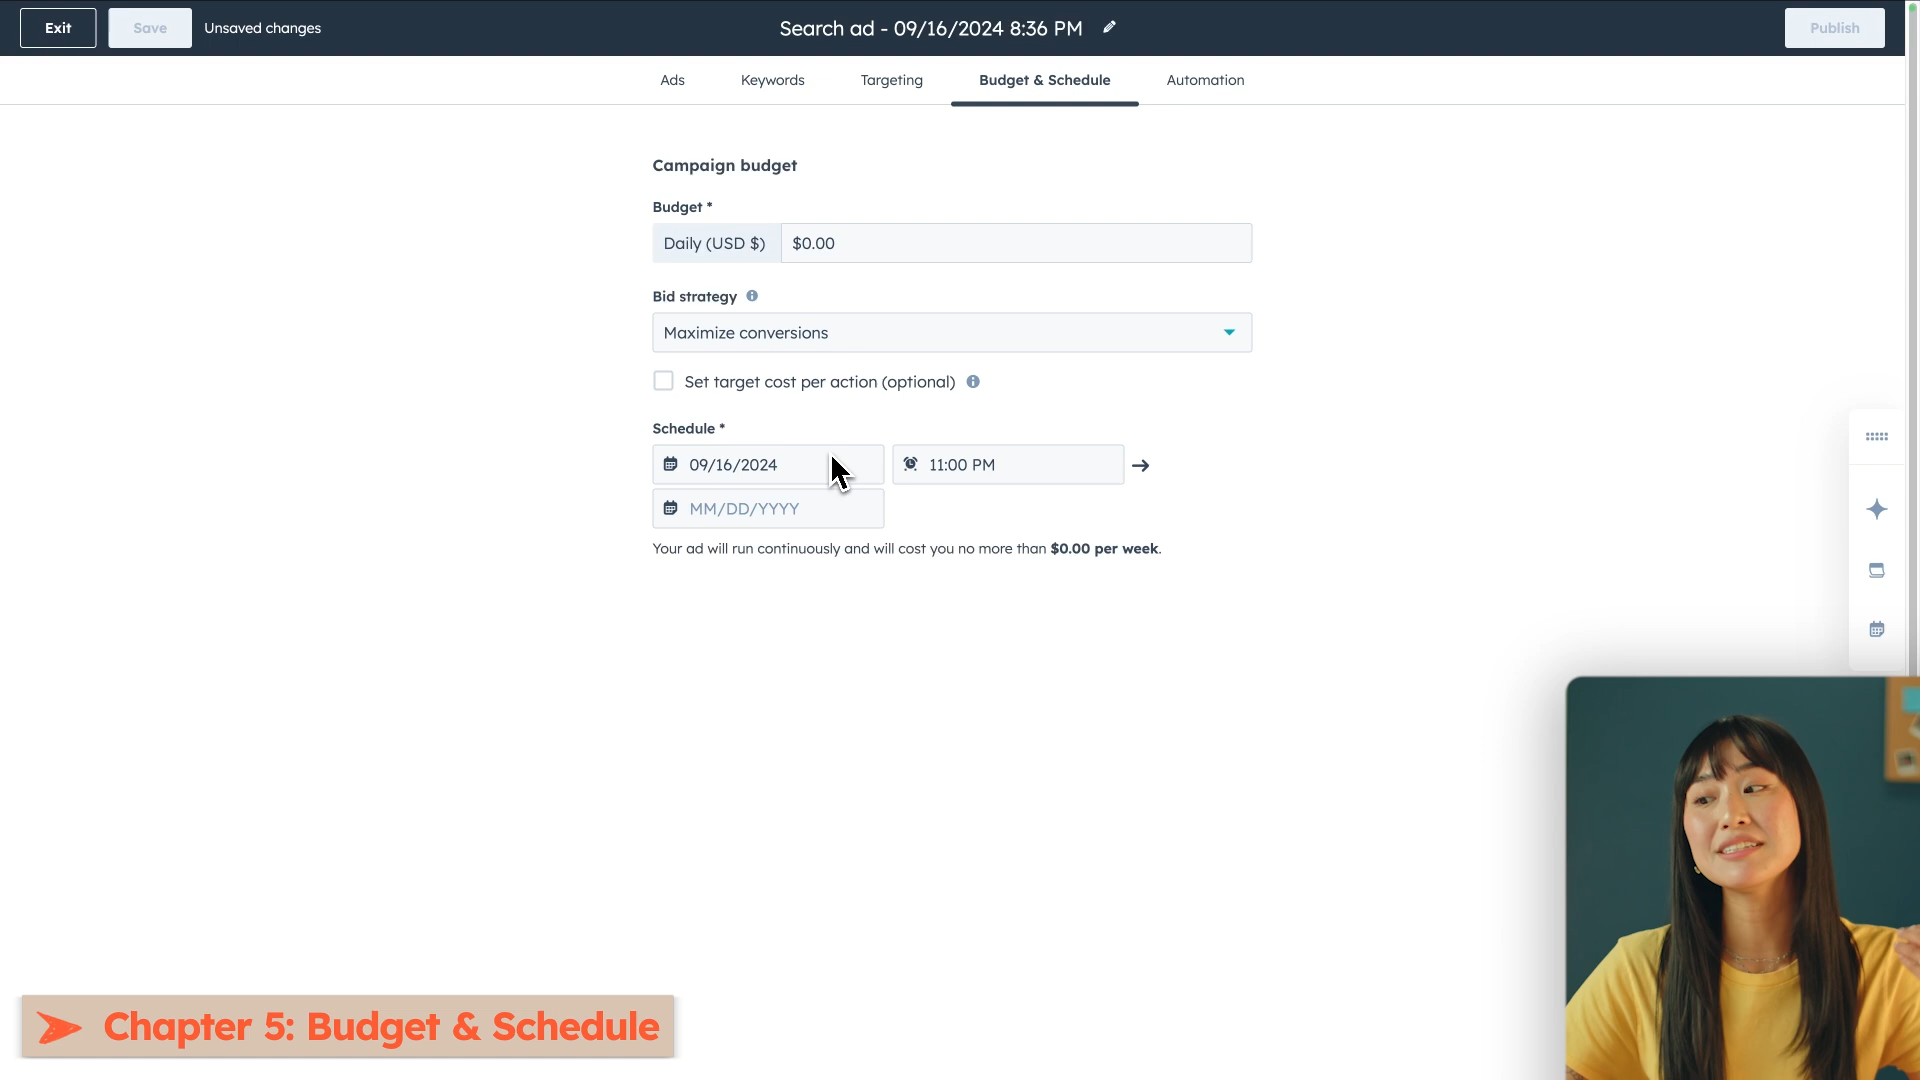 Exit
Save
Unsaved changes
Search ad - 09/16/2024 8:36 PM
Publish
Ads
Keywords
Targeting
Budget & Schedule
Automation
Campaign budget
Budget *
Daily (USD $)
$0.00
Bid strategy
Maximize conversions
Set target cost per action (optional)
Schedule *
09/16/2024
11:00 PM
MM/DD/YYYY
Your ad will run continuously and will cost you no more than $0.00 per week.
Chapter 5: Budget & Schedule